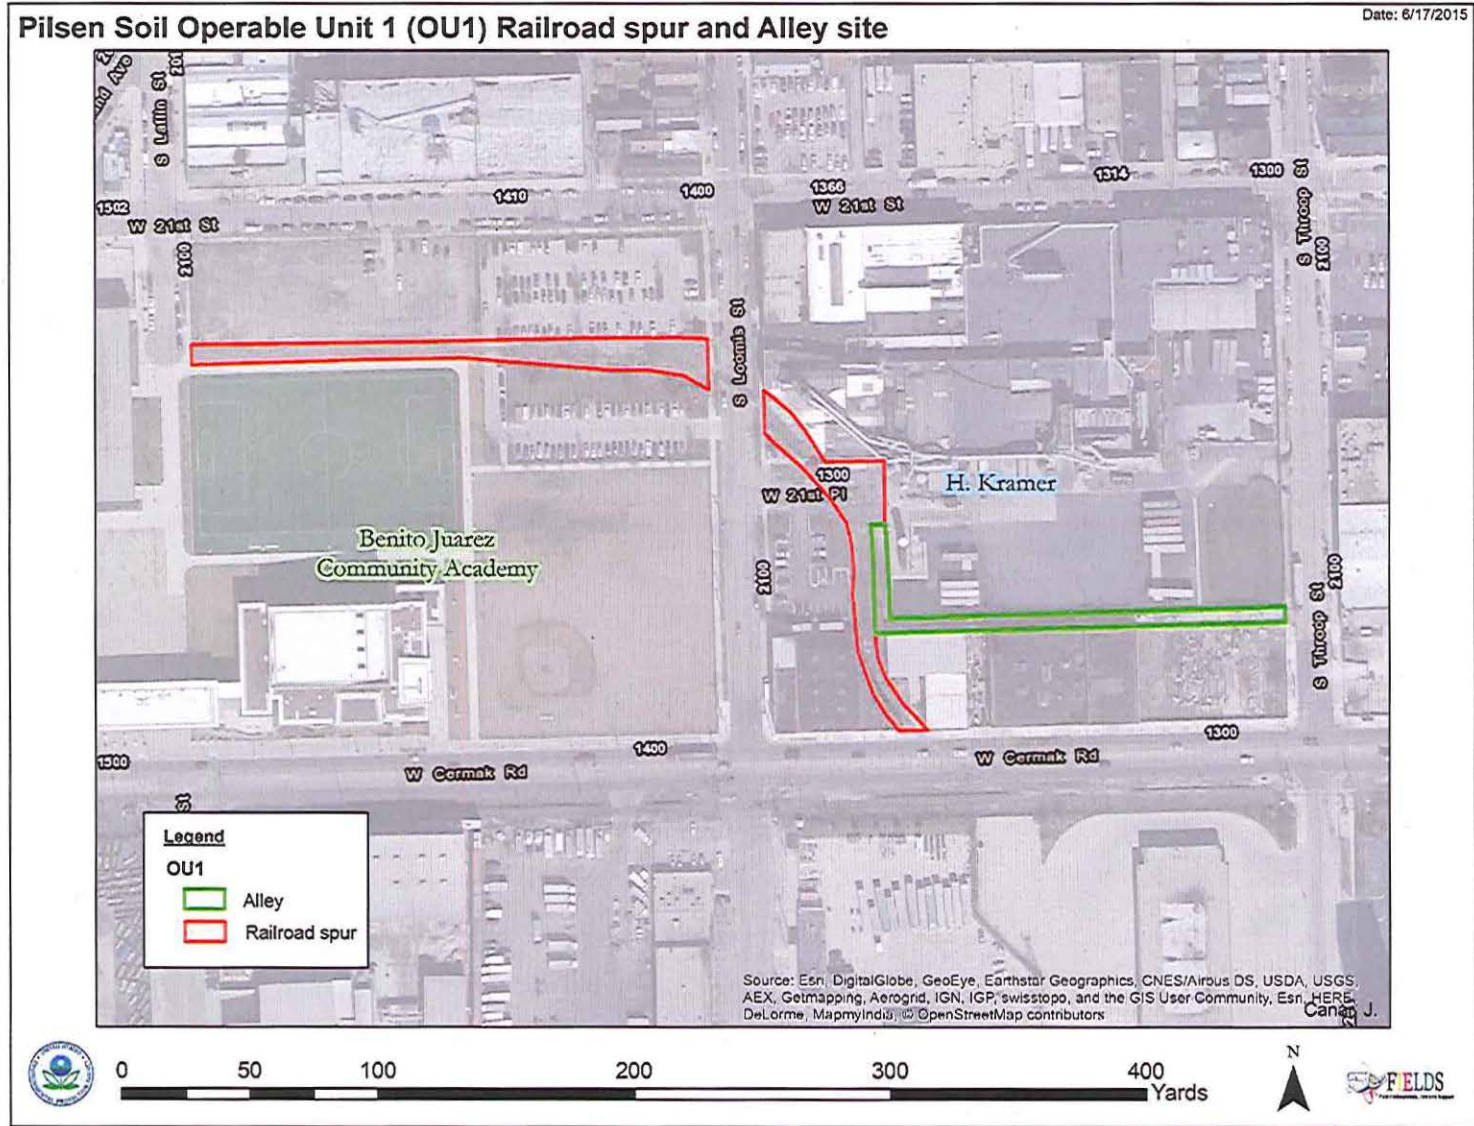 Date: 6/17/2015
Pilsen Soil Operable Unit 1 (OU1) Railroad spur and Alley site
S Laflin St
1502
1410
1400
1366
1314
1300
W 21st St
W 21st St
2100
S Throop St
2100
S Loomis St
1300
W 21st Pl
H. Kramer
Benito Juarez
Community Academy
2100
2100
S Throop St
1500
1400
1300
W Cermak Rd
W Cermak Rd
St
Legend
OU1
Alley
Railroad spur
Source: Esri, DigitalGlobe, GeoEye, Earthstar Geographics, CNES/Airbus DS, USDA, USGS,
AEX, Getmapping, Aerogrid, IGN, IGP, swisstopo, and the GIS User Community, Esri, HERE,
DeLorme, MapmyIndia, © OpenStreetMap contributors
J.
0 50 100 200 300 400
Yards
N
FIELDS